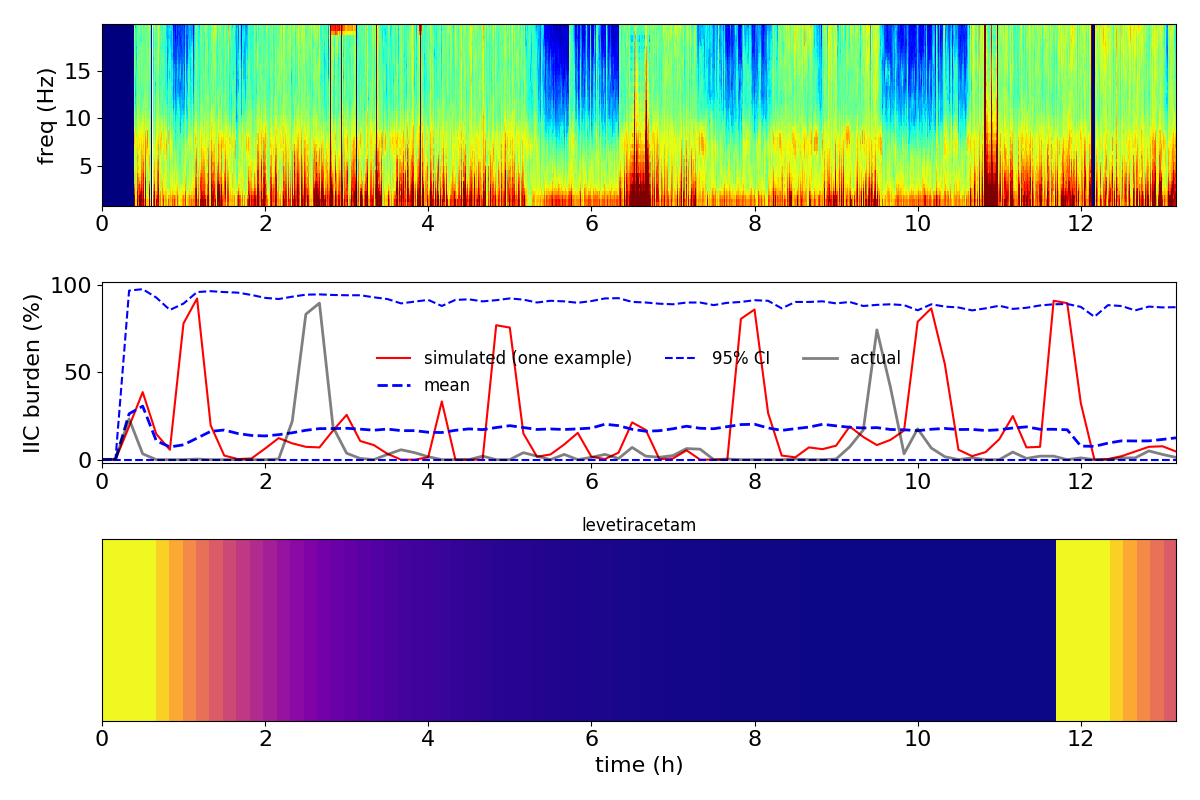 freq (Hz)
15
10
5
0 2 4 6 8 10 12
IIC burden (%)
100
50
0
simulated (one example) 95% CI actual
mean
0 2 4 6 8 10 12
levetiracetam
0 2 4 6 8 10 12
time (h)